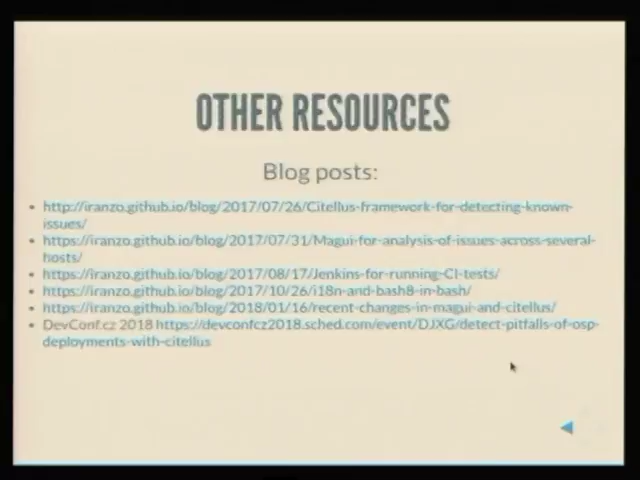 OTHER RESOURCES
Blog posts:
• http://iranzo.github.io/blog/2017/07/26/Citellus-framework-for-detecting-known-
issues/
• https://iranzo.github.io/blog/2017/07/31/Magui-for-analysis-of-issues-across-several-
hosts/
• https://iranzo.github.io/blog/2017/08/17/Jenkins-for-running-CI-tests/
• https://iranzo.github.io/blog/2017/10/26/i18n-and-bash8-in-bash/
• https://iranzo.github.io/blog/2018/01/16/recent-changes-in-magui-and-citellus/
• DevConf.cz 2018 https://devconfcz2018.sched.com/event/DJXG/detect-pitfalls-of-osp-
deployments-with-citellus